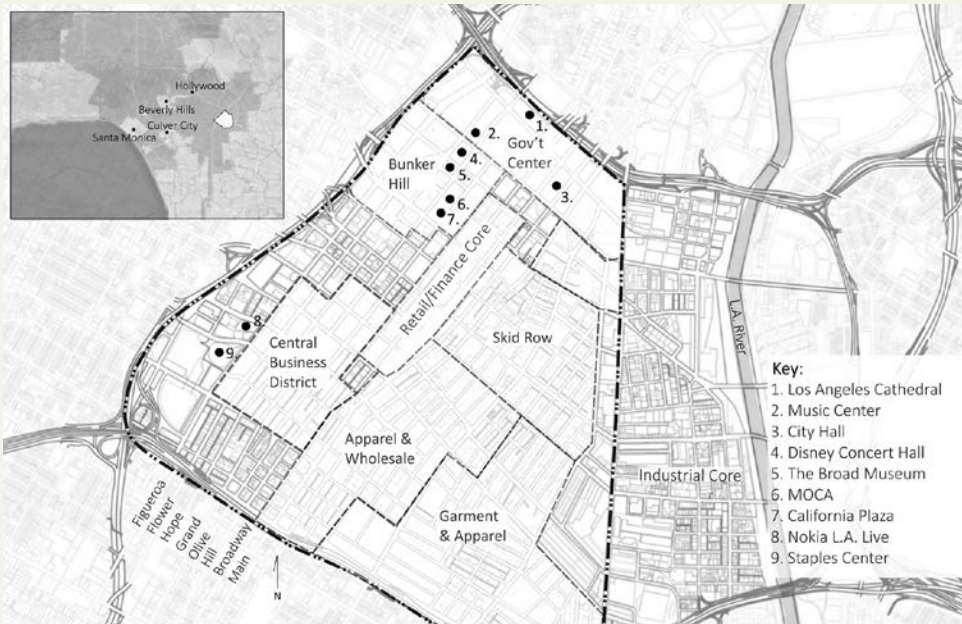 Hollywood
Beverly Hills
Culver City
Santa Monica
1.
2.
Gov't
Center
4.
Bunker
Hill
5.
3.
6.
7.
Retail/Finance Core
8.
9.
Central
Business
District
Skid Row
L.A. River
Apparel &
Wholesale
Garment
& Apparel
Industrial Core
Key:
1. Los Angeles Cathedral
2. Music Center
3. City Hall
4. Disney Concert Hall
5. The Broad Museum
6. MOCA
7. California Plaza
8. Nokia L.A. Live
9. Staples Center
Figueroa
Flower
Hope
Grand
Olive
Hill
Broadway
Main
N